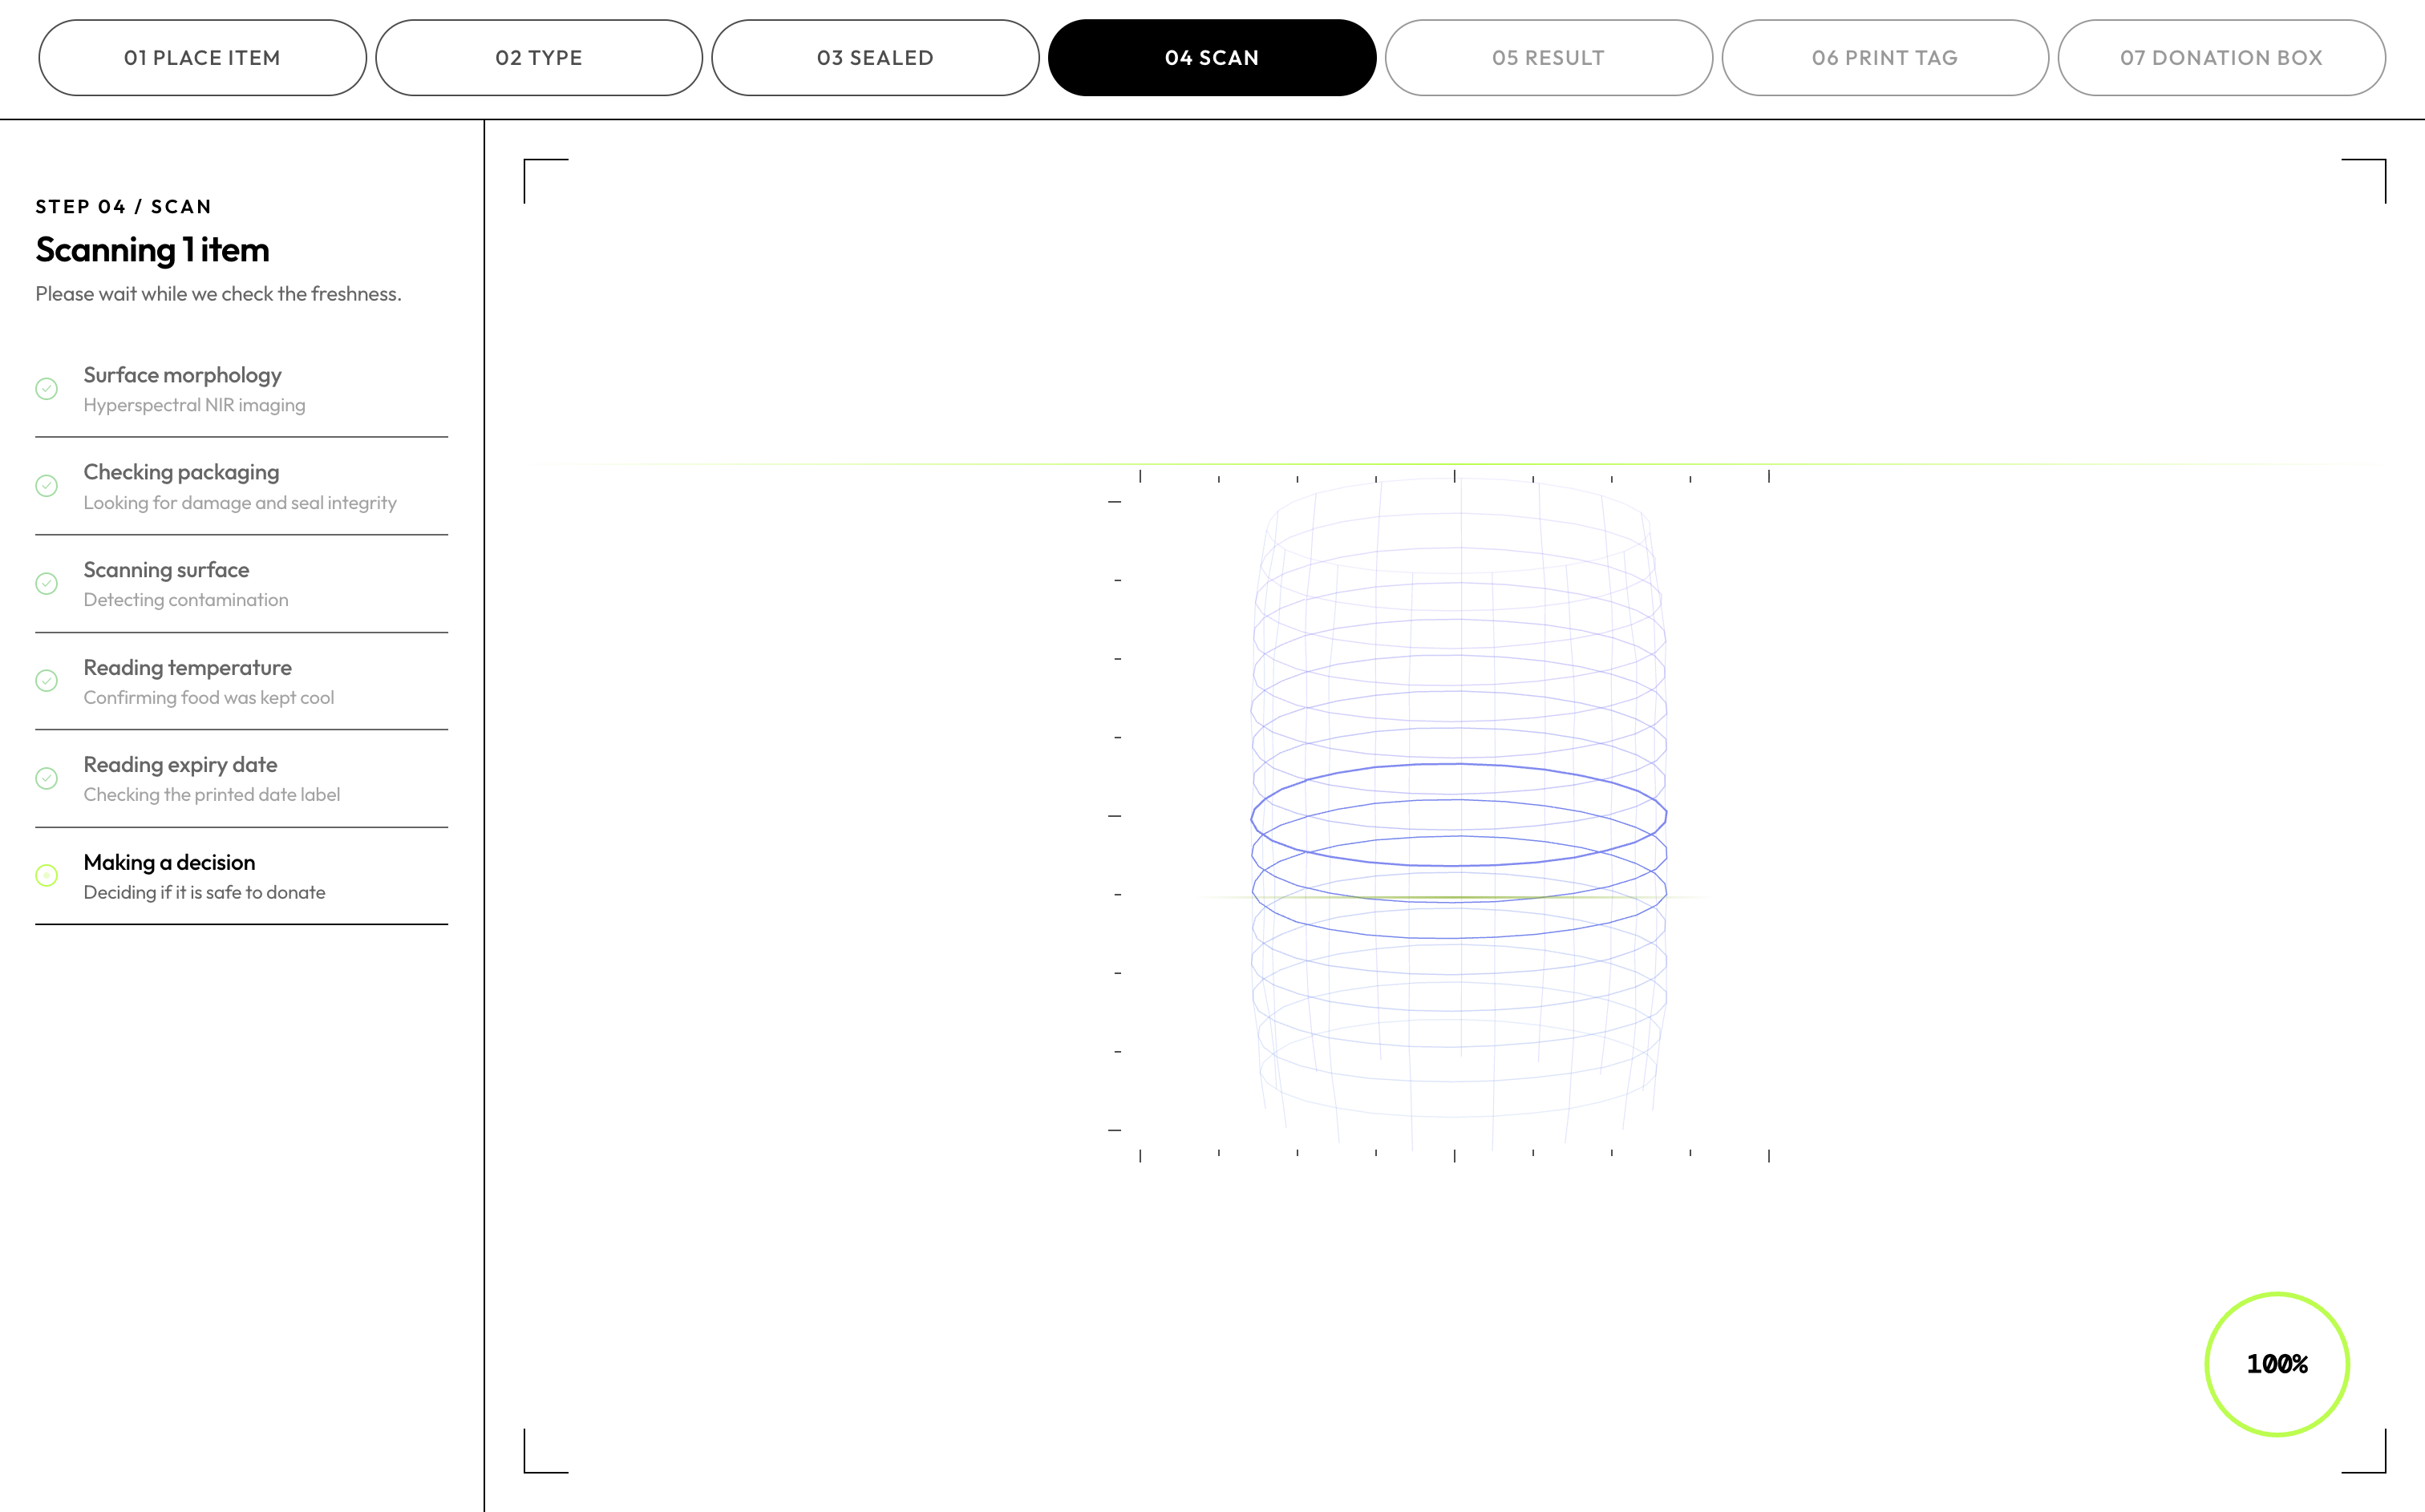 01 PLACE ITEM
02 TYPE
03 SEALED
04 SCAN
05 RESULT
06 PRINT TAG
07 DONATION BOX
STEP 04 / SCAN
Scanning 1 item
Please wait while we check the freshness.
Surface morphology
Hyperspectral NIR imaging
Checking packaging
Looking for damage and seal integrity
Scanning surface
Detecting contamination
Reading temperature
Confirming food was kept cool
Reading expiry date
Checking the printed date label
Making a decision
Deciding if it is safe to donate
100%